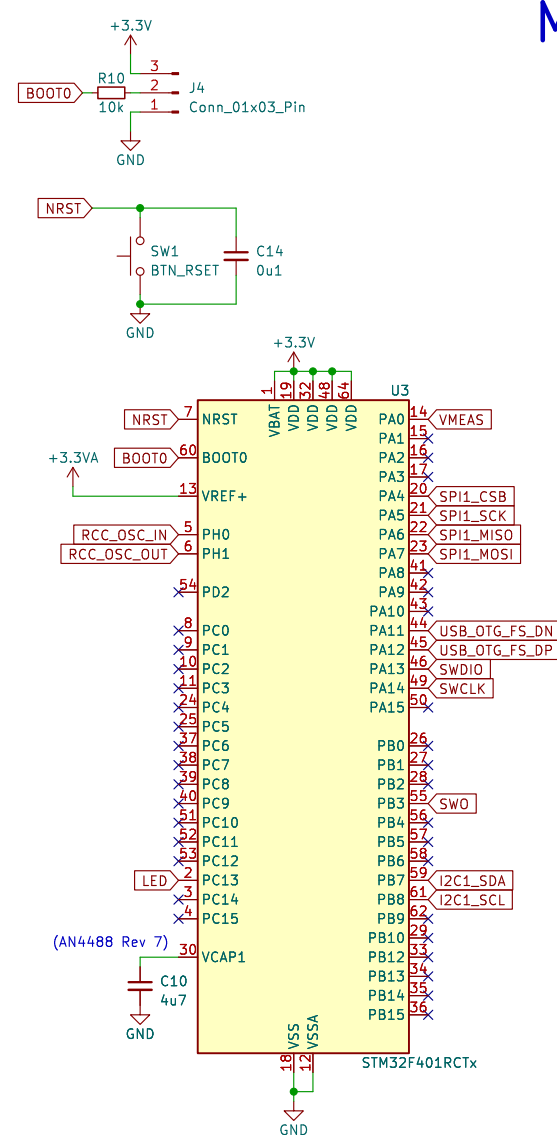 M
+3.3V
3
R10
BOOT0
2
J4
10k
1
Conn_01x03_Pin
GND
NRST
SW1
C14
BTN_RSET
0u1
GND
+3.3V
1
19
32
48
64
U3
VBAT
VDD
VDD
VDD
VDD
NRST 7 NRST PA0 14 VMEAS
PA1 15
BOOT0 60 BOOT0 PA2 16
+3.3VA
PA3 17
13 VREF+ PA4 20 SPI1_CSB
PA5 21 SPI1_SCK
RCC_OSC_IN 5 PH0 PA6 22 SPI1_MISO
RCC_OSC_OUT 6 PH1 PA7 23 SPI1_MOSI
PA8 41
54 PD2 PA9 42
PA10 43
8 PC0 PA11 44 USB_OTG_FS_DN
9 PC1 PA12 45 USB_OTG_FS_DP
10 PC2 PA13 46 SWDIO
11 PC3 PA14 49 SWCLK
24 PC4 PA15 50
25 PC5
37 PC6 PB0 26
38 PC7 PB1 27
39 PC8 PB2 28
40 PC9 PB3 55 SWO
51 PC10 PB4 56
52 PC11 PB5 57
53 PC12 PB6 58
LED 2 PC13 PB7 59 I2C1_SDA
3 PC14 PB8 61 I2C1_SCL
4 PC15 PB9 62
PB10 29
(AN4488 Rev 7)
30 VCAP1 PB12 33
PB13 34
C10
4u7
PB14 35
PB15 36
GND
VSS
VSSA
18
12
STM32F401RCTx
GND